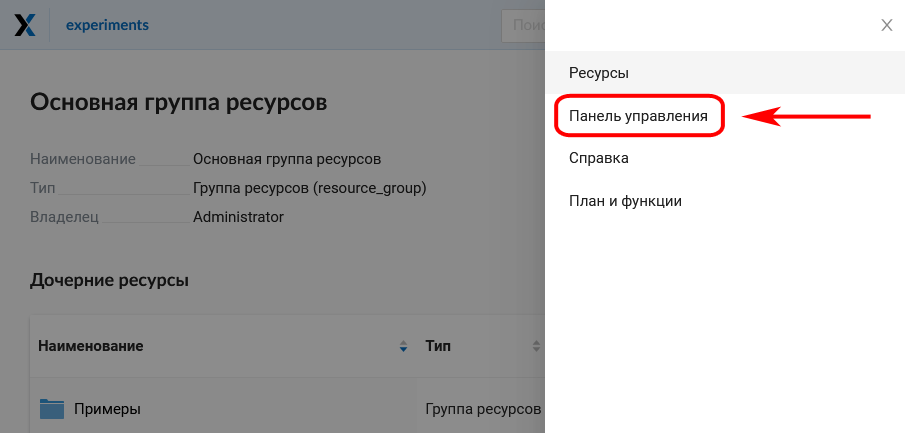 experiments
Поис
Основная группа ресурсов
Наименование Основная группа ресурсов
Тип Группа ресурсов (resource_group)
Владелец Administrator
Дочерние ресурсы
Наименование Тип
Примеры Группа ресурсов
Ресурсы
Панель управления
Справка
План и функции